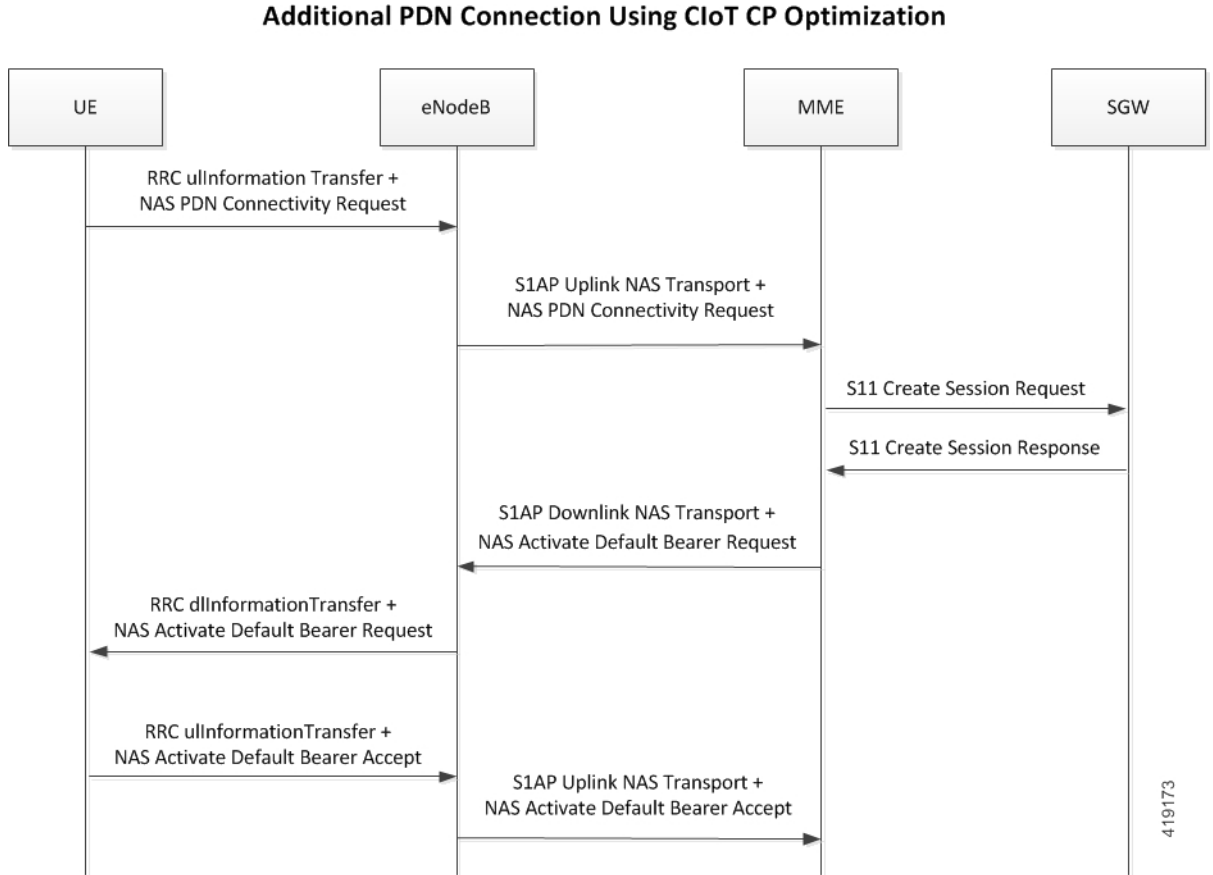 Additional PDN Connection Using CIoT CP Optimization
UE
eNodeB
MME
SGW
RRC ulInformation Transfer +
NAS PDN Connectivity Request
S1AP Uplink NAS Transport +
NAS PDN Connectivity Request
S11 Create Session Request
S11 Create Session Response
S1AP Downlink NAS Transport +
NAS Activate Default Bearer Request
RRC dlInformationTransfer +
NAS Activate Default Bearer Request
RRC ulInformationTransfer +
NAS Activate Default Bearer Accept
S1AP Uplink NAS Transport +
NAS Activate Default Bearer Accept
419173